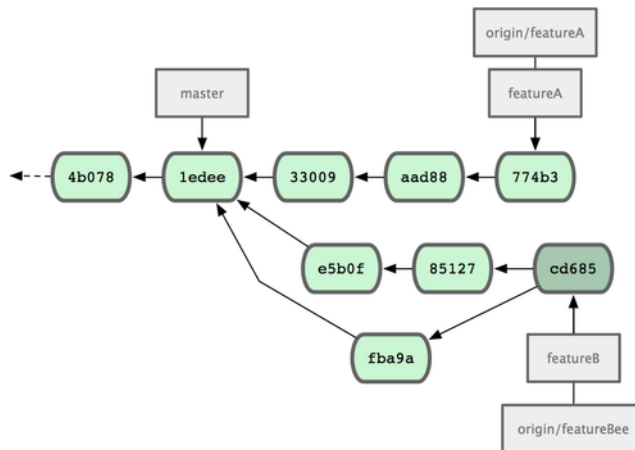 origin/featureA
master
featureA
4b078
1edee
33009
aad88
774b3
e5b0f
85127
cd685
fba9a
featureB
origin/featureBee